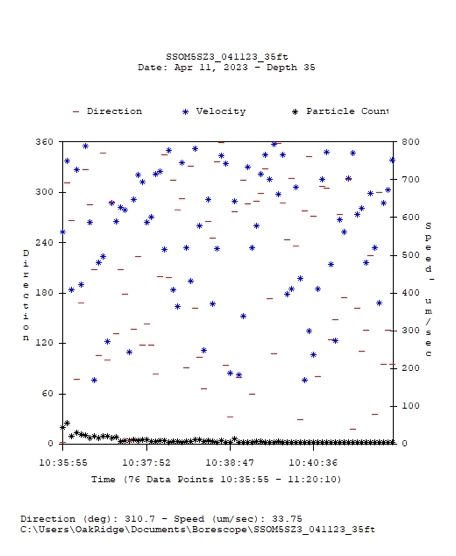 SSOM5SZ3_041123_35ft
Date: Apr 11, 2023 - Depth 35
Direction Velocity Particle Count
360 800
300 700
240 600
180 500
120 400
60 300
0 200
100
0
Direction
Speed - um/sec
10:35:55 10:37:52 10:38:47 10:40:36
Time (76 Data Points 10:35:55 - 11:20:10)
Direction (deg): 310.7 - Speed (um/sec): 33.75
C:\Users\OakRidge\Documents\Borescope\SSOM5SZ3_041123_35ft